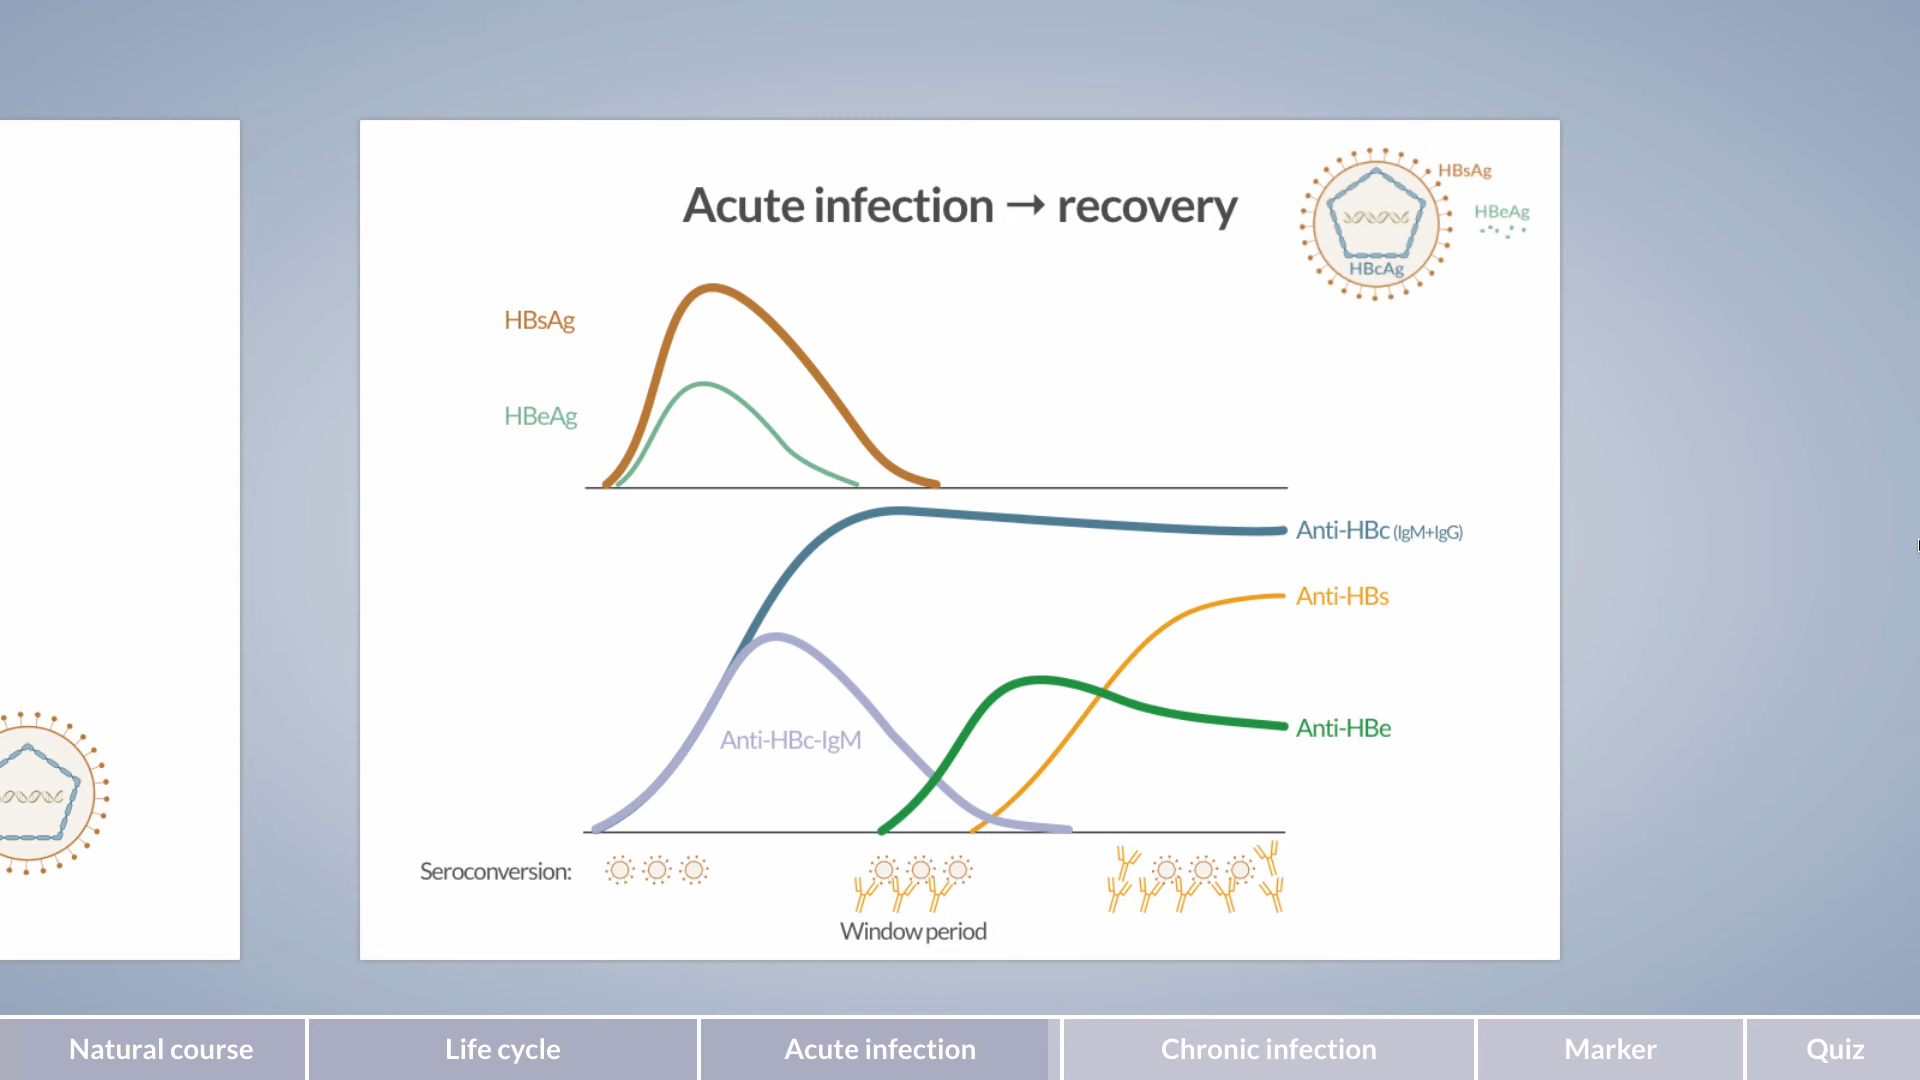 Acute infection → recovery
HBsAg
HBeAg
HBcAg
HBsAg
HBeAg
Anti-HBc (IgM+IgG)
Anti-HBs
Anti-HBe
Anti-HBc-IgM
Seroconversion:
Window period
Natural course
Life cycle
Acute infection
Chronic infection
Marker
Quiz